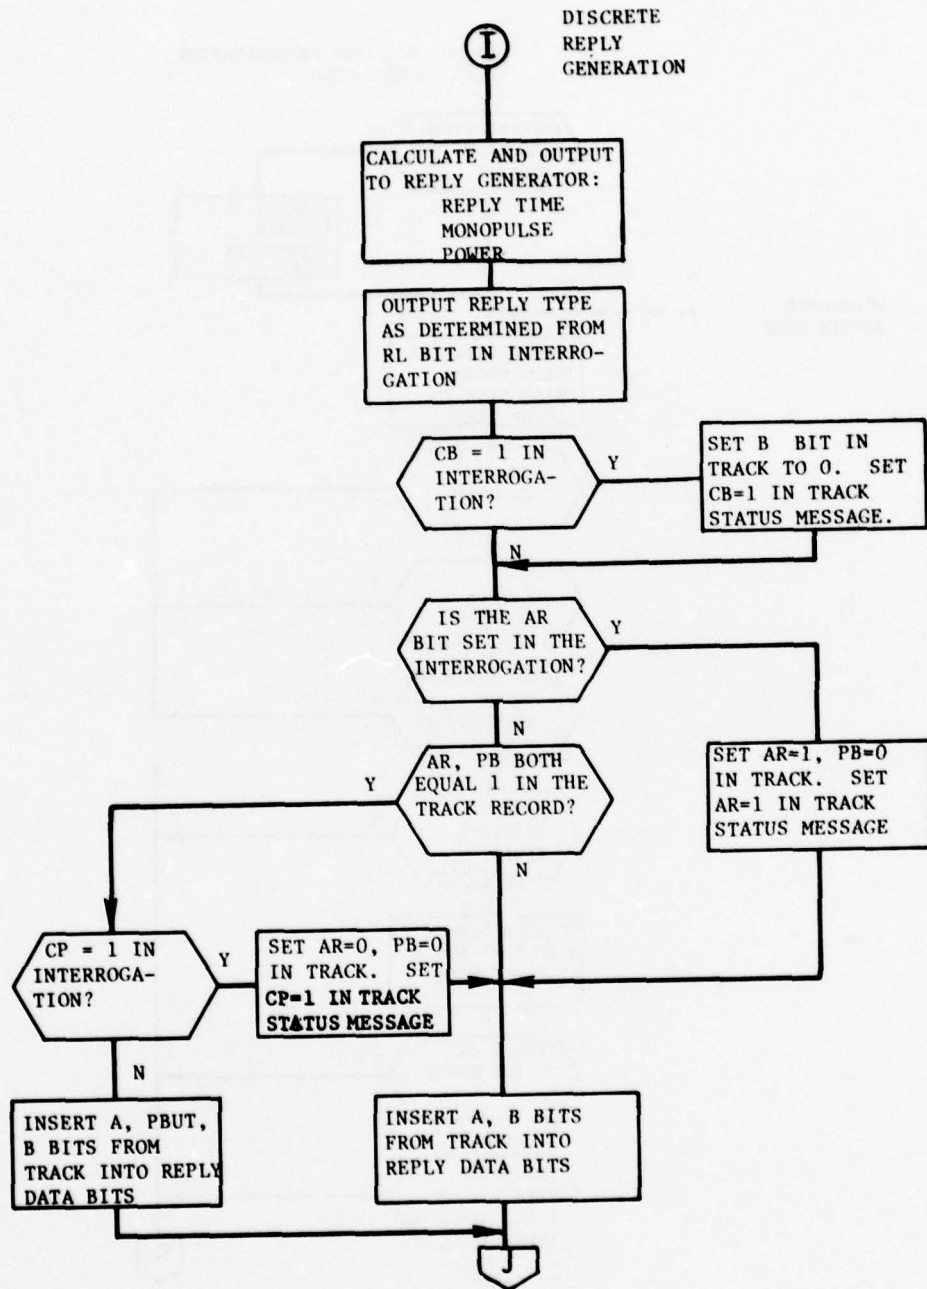 DISCRETE
REPLY
GENERATION
I
CALCULATE AND OUTPUT
TO REPLY GENERATOR:
REPLY TIME
MONOPULSE
POWER
OUTPUT REPLY TYPE
AS DETERMINED FROM
RL BIT IN INTERRO-
GATION
CB = 1 IN
INTERROGA-
TION?
Y
SET B BIT IN
TRACK TO 0. SET
CB=1 IN TRACK
STATUS MESSAGE.
N
IS THE AR
BIT SET IN THE
INTERROGATION?
Y
N
AR, PB BOTH
EQUAL 1 IN THE
TRACK RECORD?
Y
N
SET AR=1, PB=0
IN TRACK. SET
AR=1 IN TRACK
STATUS MESSAGE
CP = 1 IN
INTERROGA-
TION?
Y
SET AR=0, PB=0
IN TRACK. SET
CP=1 IN TRACK
STATUS MESSAGE
N
INSERT A, PBUT,
B BITS FROM
TRACK INTO REPLY
DATA BITS
INSERT A, B BITS
FROM TRACK INTO
REPLY DATA BITS
J